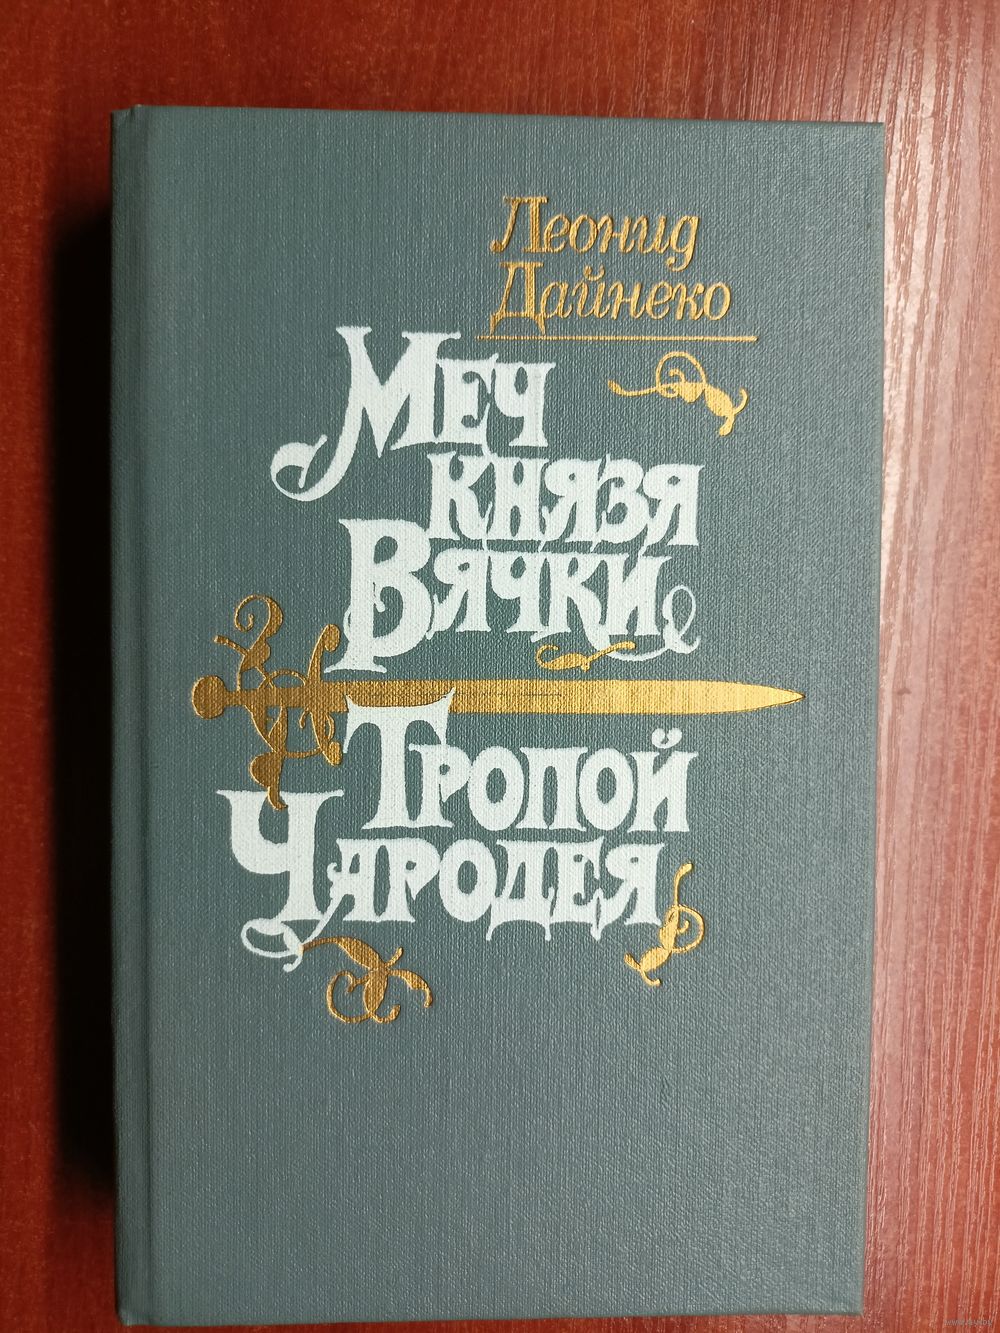 Леонид
Дайнеко
Меч
князя
Вячки
Тропой
Чародея